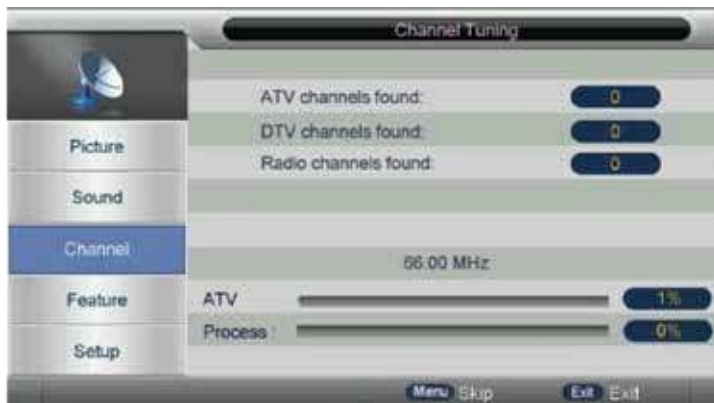 Channel Tuning
ATV channels found: 0
DTV channels found: 0
Radio channels found: 0
Picture
Sound
Channel
Feature
Setup
66.00 MHz
ATV 1%
Process : 0%
Menu Skip Exit Exit